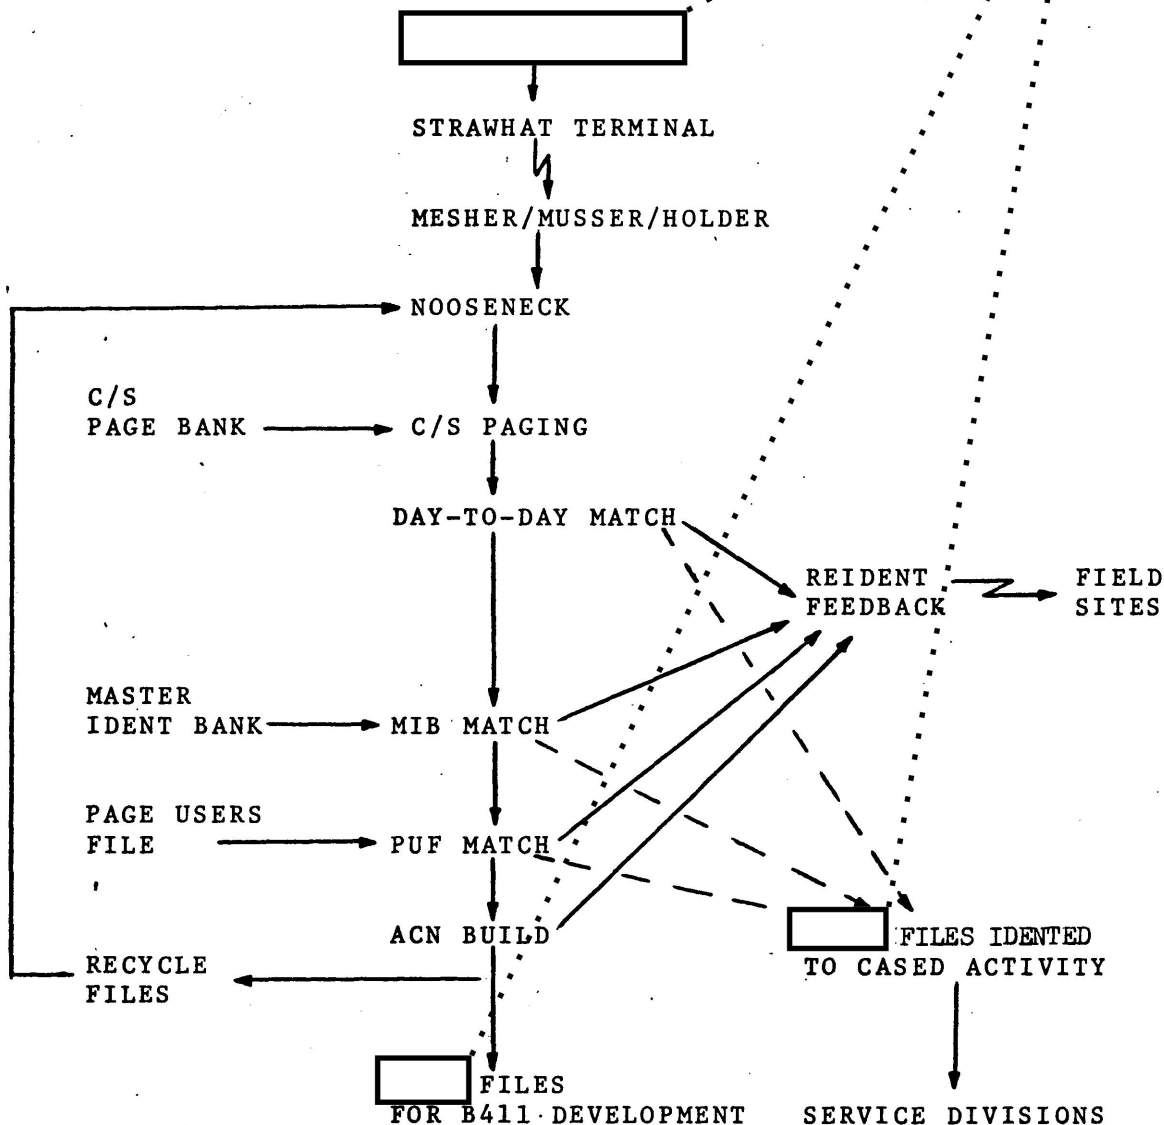 STRAWHAT TERMINAL
MESHER/MUSSER/HOLDER
NOOSENECK
C/S
PAGE BANK
C/S PAGING
DAY-TO-DAY MATCH
REIDENT
FEEDBACK
FIELD
SITES
MASTER
IDENT BANK
MIB MATCH
PAGE USERS
FILE
PUF MATCH
ACN BUILD
FILES IDENTED
TO CASED ACTIVITY
RECYCLE
FILES
FILES
FOR B411 DEVELOPMENT
SERVICE DIVISIONS